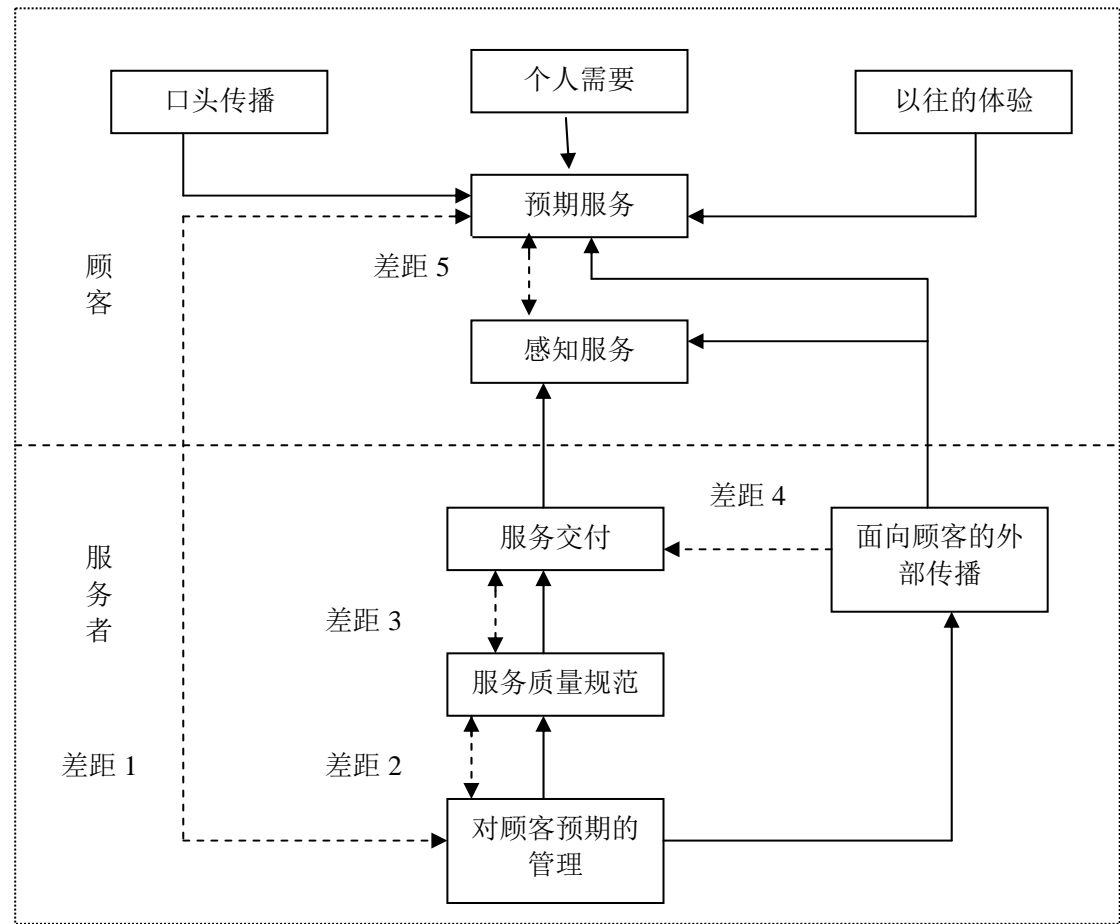 个人需要
口头传播
以往的体验
预期服务
顾
客
差距 5
感知服务
差距 4
服务交付
面向顾客的外
部传播
服
务
者
差距 3
服务质量规范
差距 1
差距 2
对顾客预期的
管理